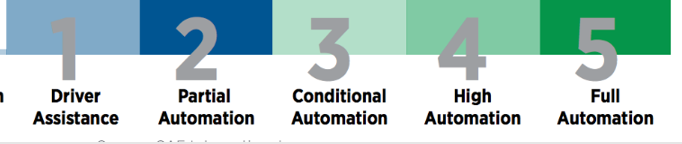 1 2 3 4 5
Driver Partial Conditional High Full
Assistance Automation Automation Automation Automation